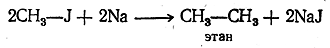 2CH₃—J + 2Na ⟶ CH₃—CH₃ + 2NaJ
этан